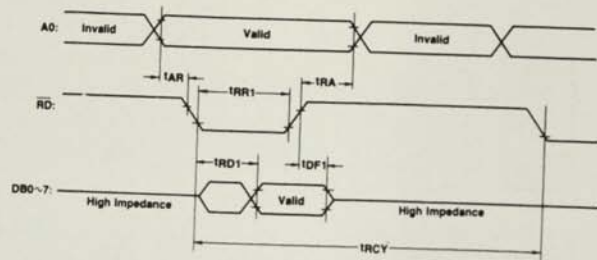 A0:
Invalid
Valid
Invalid
tAR
tRR1
tRA
RD:
tRD1
tDF1
DB0~7:
High Impedance
Valid
High Impedance
tRCY